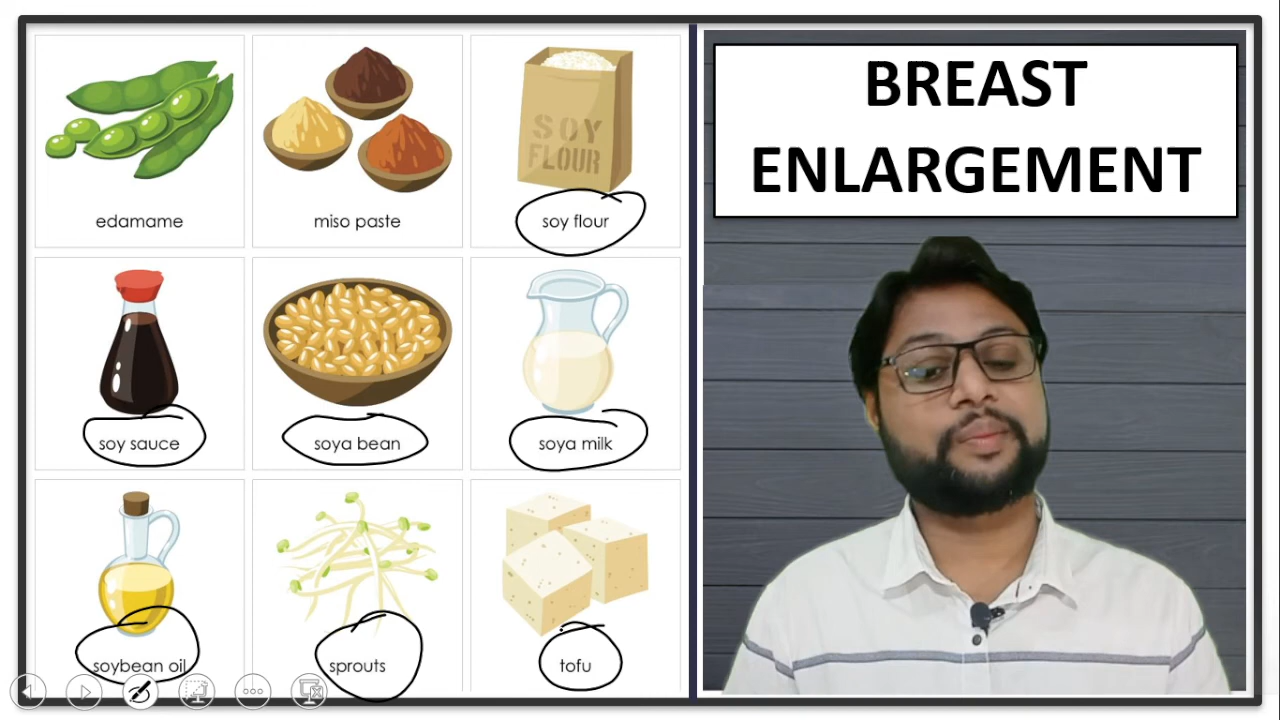 edamame
miso paste
SOY
FLOUR
soy flour
soy sauce
soya bean
soya milk
soybean oil
sprouts
tofu
BREAST
ENLARGEMENT